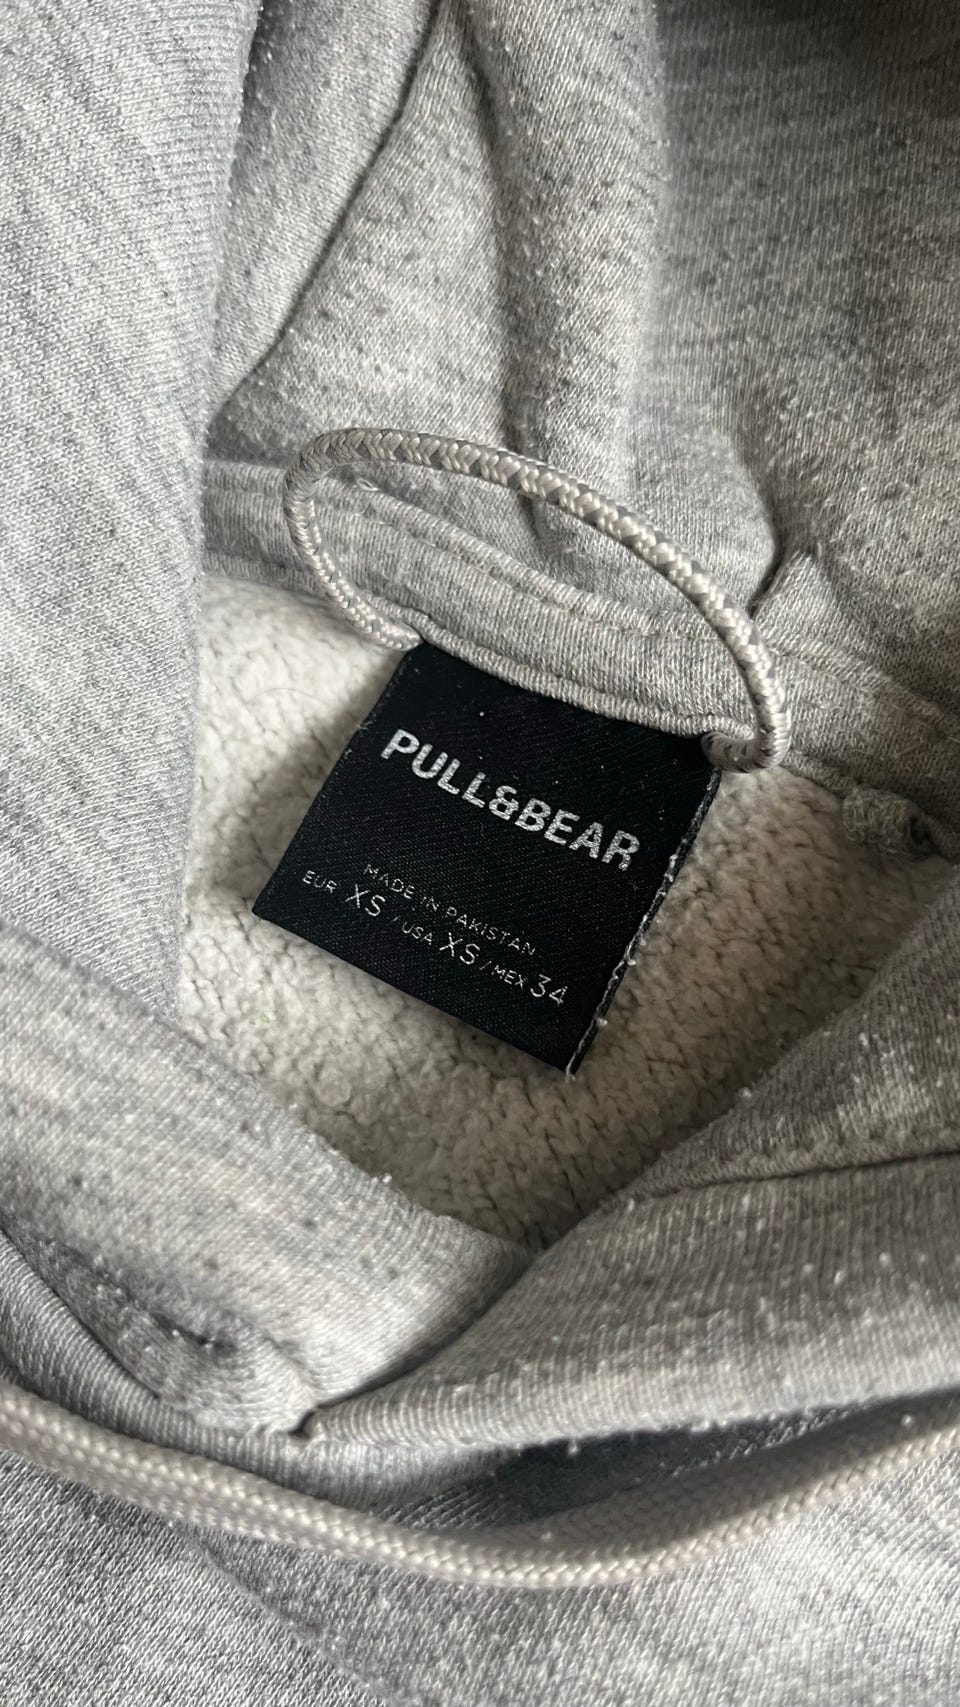 PULL&BEAR
MADE IN PAKISTAN
EUR XS / USA XS / MEX 34